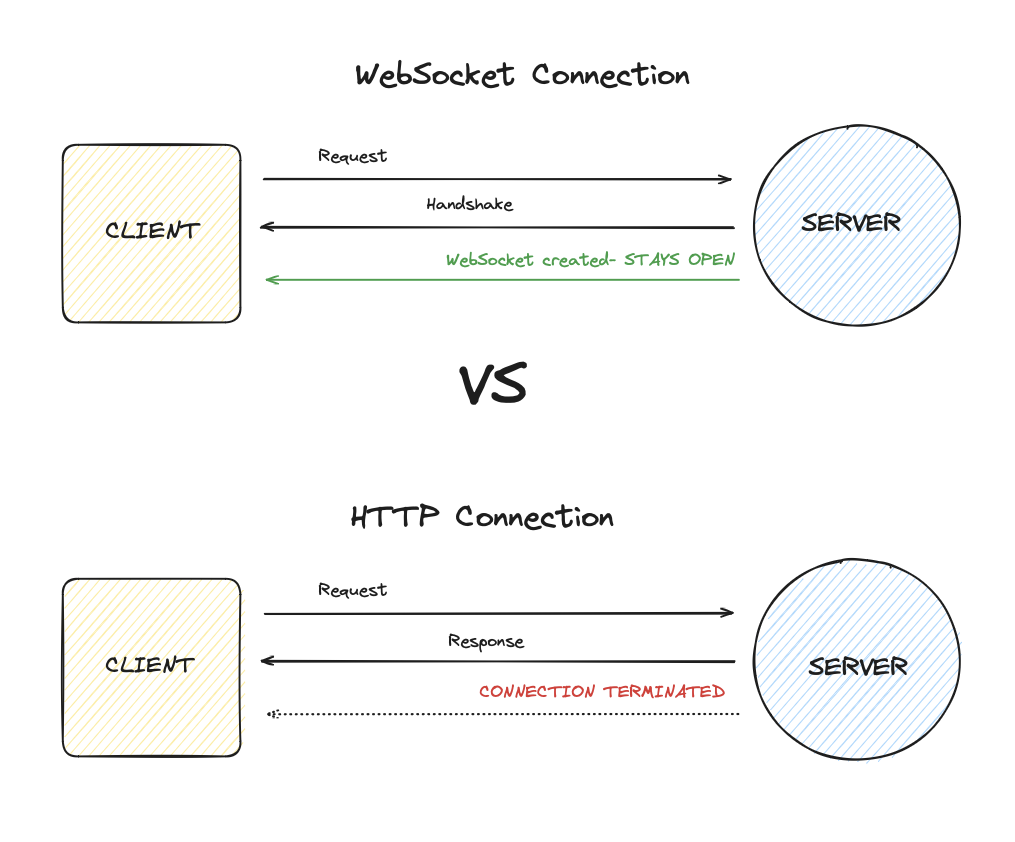 WebSocket Connection
Request
Handshake
CLIENT
SERVER
WebSocket created- STAYS OPEN
VS
HTTP Connection
Request
Response
CLIENT
SERVER
CONNECTION TERMINATED